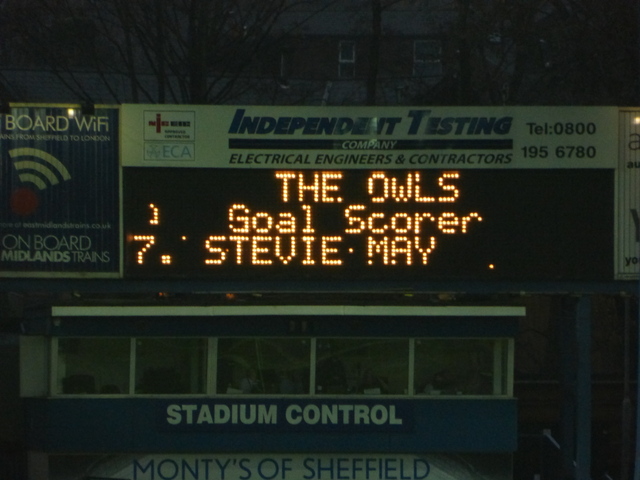 BOARD WiFi
INDEPENDENT TESTING
COMPANY
ELECTRICAL ENGINEERS & CONTRACTORS
Tel:0800
195 6780
ECA
THE OWLS
Goal Scorer
7. STEVIE MAY
ON BOARD
MIDLANDS TRAINS
STADIUM CONTROL
MONTY'S OF SHEFFIELD